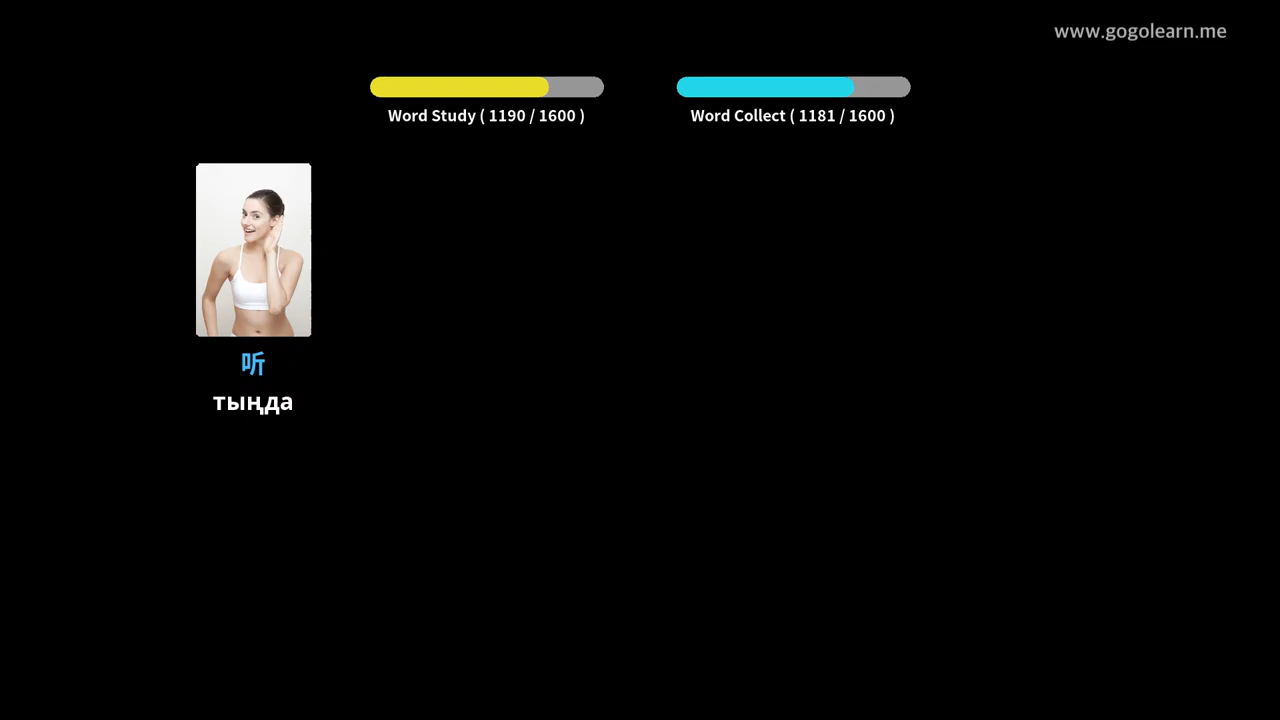 www.gogolearn.me
Word Study ( 1190 / 1600 )
Word Collect ( 1181 / 1600 )
听
тыңда